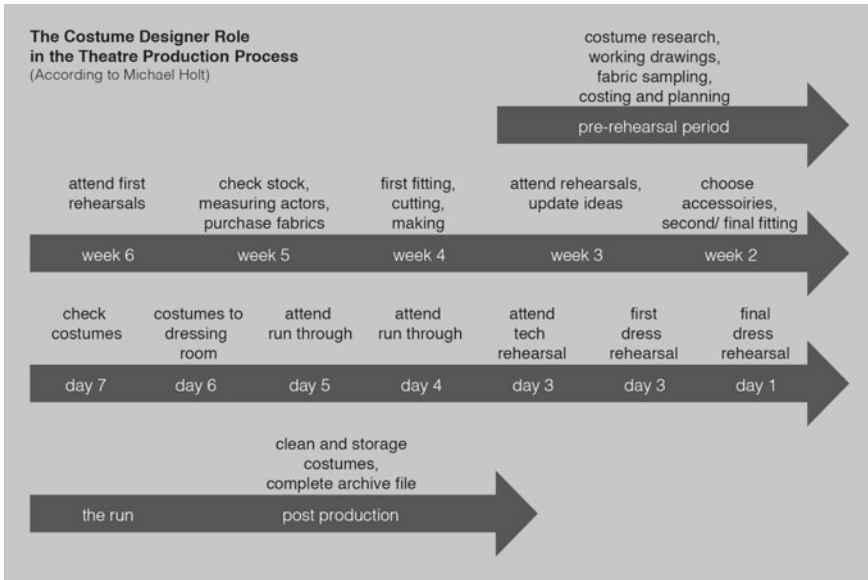 The Costume Designer Role
in the Theatre Production Process
(According to Michael Holt)
costume research,
working drawings,
fabric sampling,
costing and planning
pre-rehearsal period
attend first
rehearsals
check stock,
measuring actors,
purchase fabrics
first fitting,
cutting,
making
attend rehearsals,
update ideas
choose
accessoiries,
second/ final fitting
week 6
week 5
week 4
week 3
week 2
check
costumes
costumes to
dressing
room
attend
run through
attend
run through
attend
tech
rehearsal
first
dress
rehearsal
final
dress
rehearsal
day 7
day 6
day 5
day 4
day 3
day 3
day 1
clean and storage
costumes,
complete archive file
the run
post production